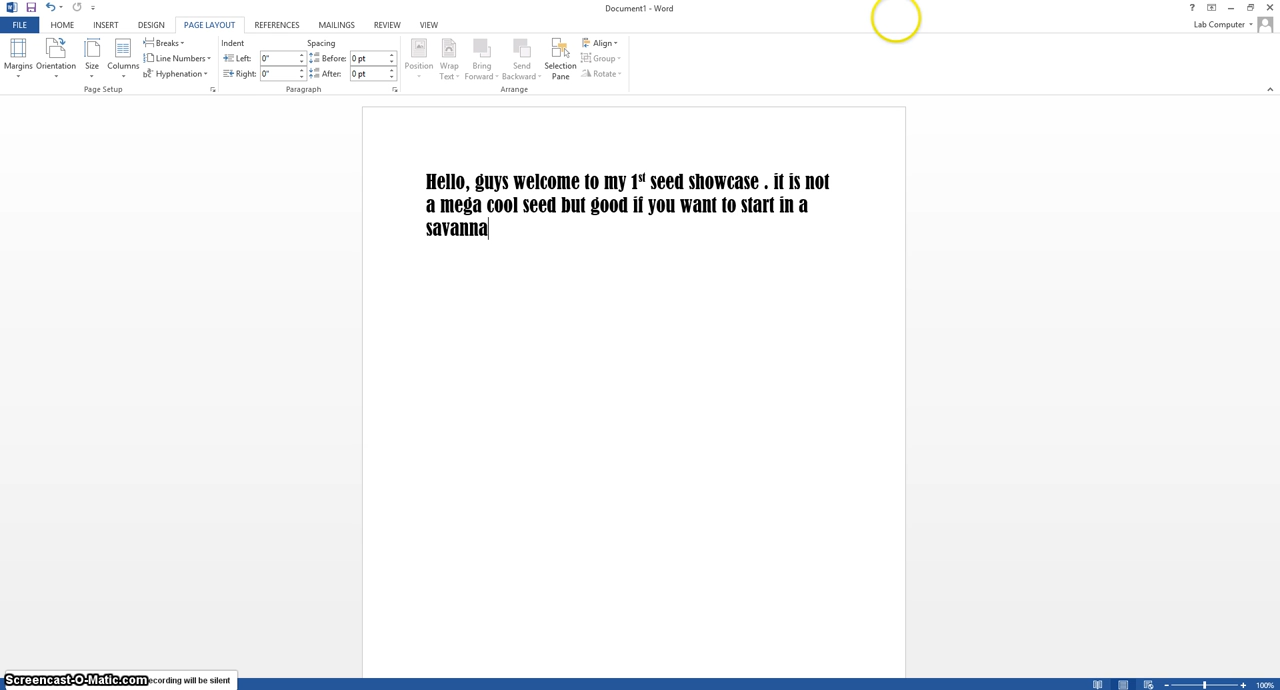 Document1 - Word
FILE HOME INSERT DESIGN PAGE LAYOUT REFERENCES MAILINGS REVIEW VIEW
Lab Computer
Margins Orientation Size Columns
Breaks
Line Numbers
Hyphenation
Page Setup
Indent Spacing
Left: 0" Before: 0 pt
Right: 0" After: 0 pt
Paragraph
Position Wrap Text Bring Forward Send Backward Selection Pane
Align
Group
Rotate
Arrange
Hello, guys welcome to my 1st seed showcase . it is not
a mega cool seed but good if you want to start in a
savanna
Screencast-O-Matic.com ecording will be silent
100%